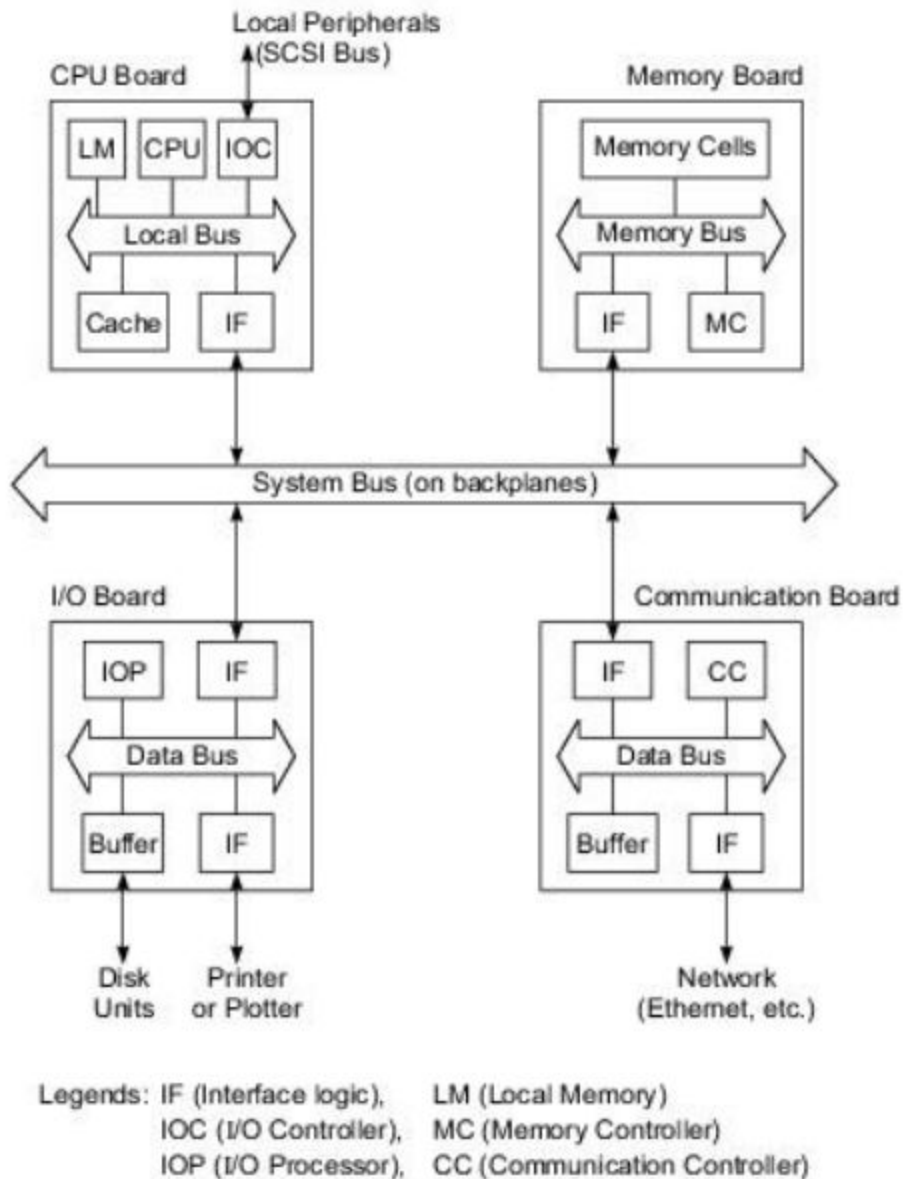 Local Peripherals
(SCSI Bus)
CPU Board
Memory Board
LM CPU IOC
Memory Cells
Local Bus
Memory Bus
Cache IF
IF MC
System Bus (on backplanes)
I/O Board
Communication Board
IOP IF
IF CC
Data Bus
Data Bus
Buffer IF
Buffer IF
Disk
Units
Printer
or Plotter
Network
(Ethernet, etc.)
Legends: IF (Interface logic), LM (Local Memory)
IOC (I/O Controller), MC (Memory Controller)
IOP (I/O Processor), CC (Communication Controller)